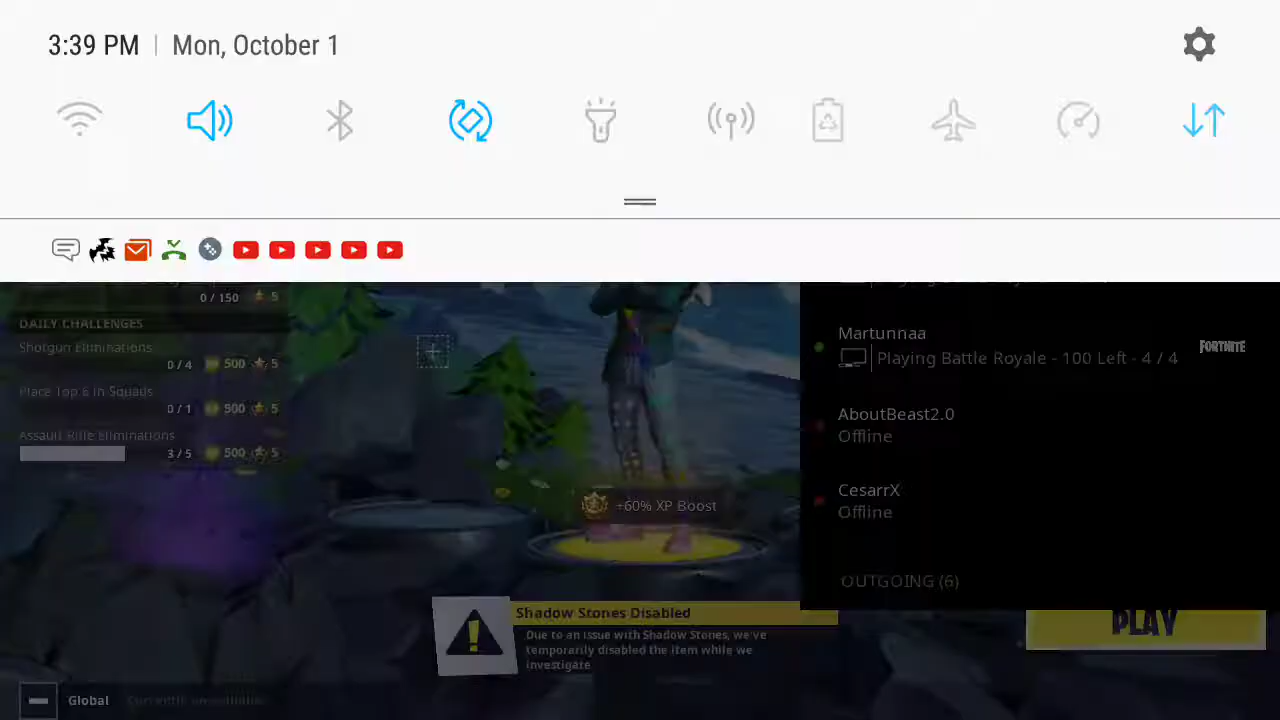 3:39 PM | Mon, October 1
0 / 150 5
DAILY CHALLENGES
Shotgun Eliminations
0 / 4 500 5
Place Top 6 in Squads
0 / 1 500 5
Assault Rifle Eliminations
3 / 5 500 5
+60% XP Boost
Martunnaa
Playing Battle Royale - 100 Left - 4 / 4
FORTNITE
AboutBeast2.0
Offline
CesarrX
Offline
OUTGOING (6)
Shadow Stones Disabled
Due to an issue with Shadow Stones, we've
temporarily disabled the item while we
investigate
PLAY
Global